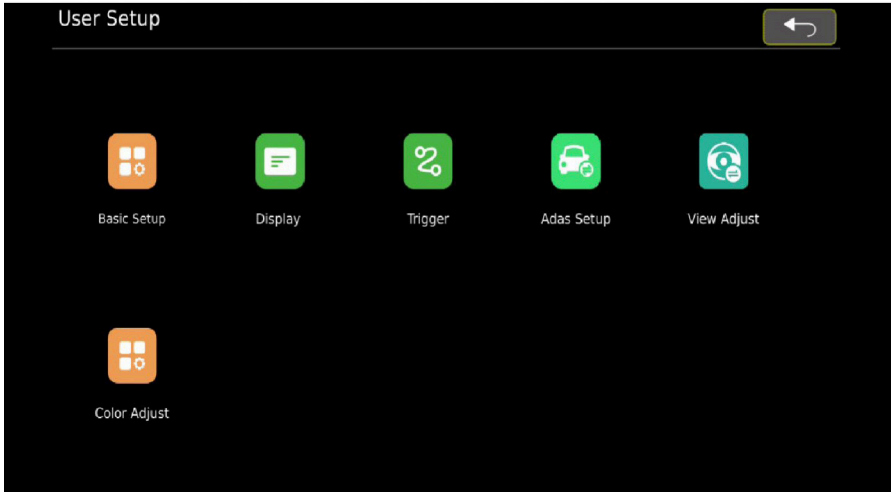 User Setup
Basic Setup
Display
Trigger
Adas Setup
View Adjust
Color Adjust